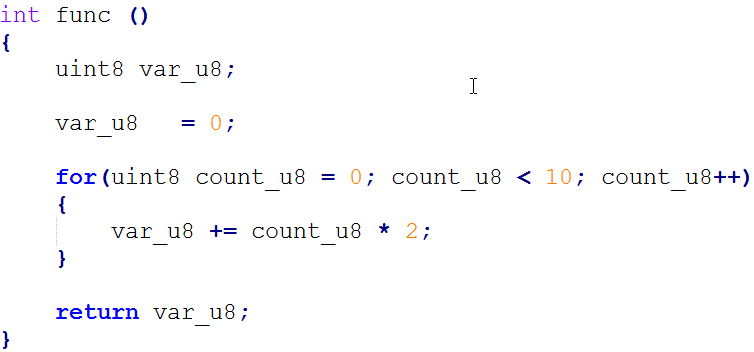 int func ()
{
    uint8 var_u8;
    var_u8   = 0;
    for(uint8 count_u8 = 0; count_u8 < 10; count_u8++)
    {
        var_u8 += count_u8 * 2;
    }
    return var_u8;
}